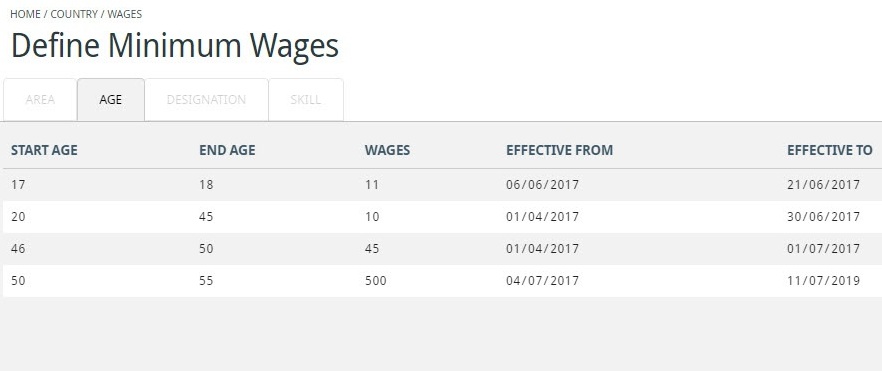 HOME / COUNTRY / WAGES
Define Minimum Wages
AREA AGE DESIGNATION SKILL
START AGE END AGE WAGES EFFECTIVE FROM EFFECTIVE TO
17 18 11 06/06/2017 21/06/2017
20 45 10 01/04/2017 30/06/2017
46 50 45 01/04/2017 01/07/2017
50 55 500 04/07/2017 11/07/2019